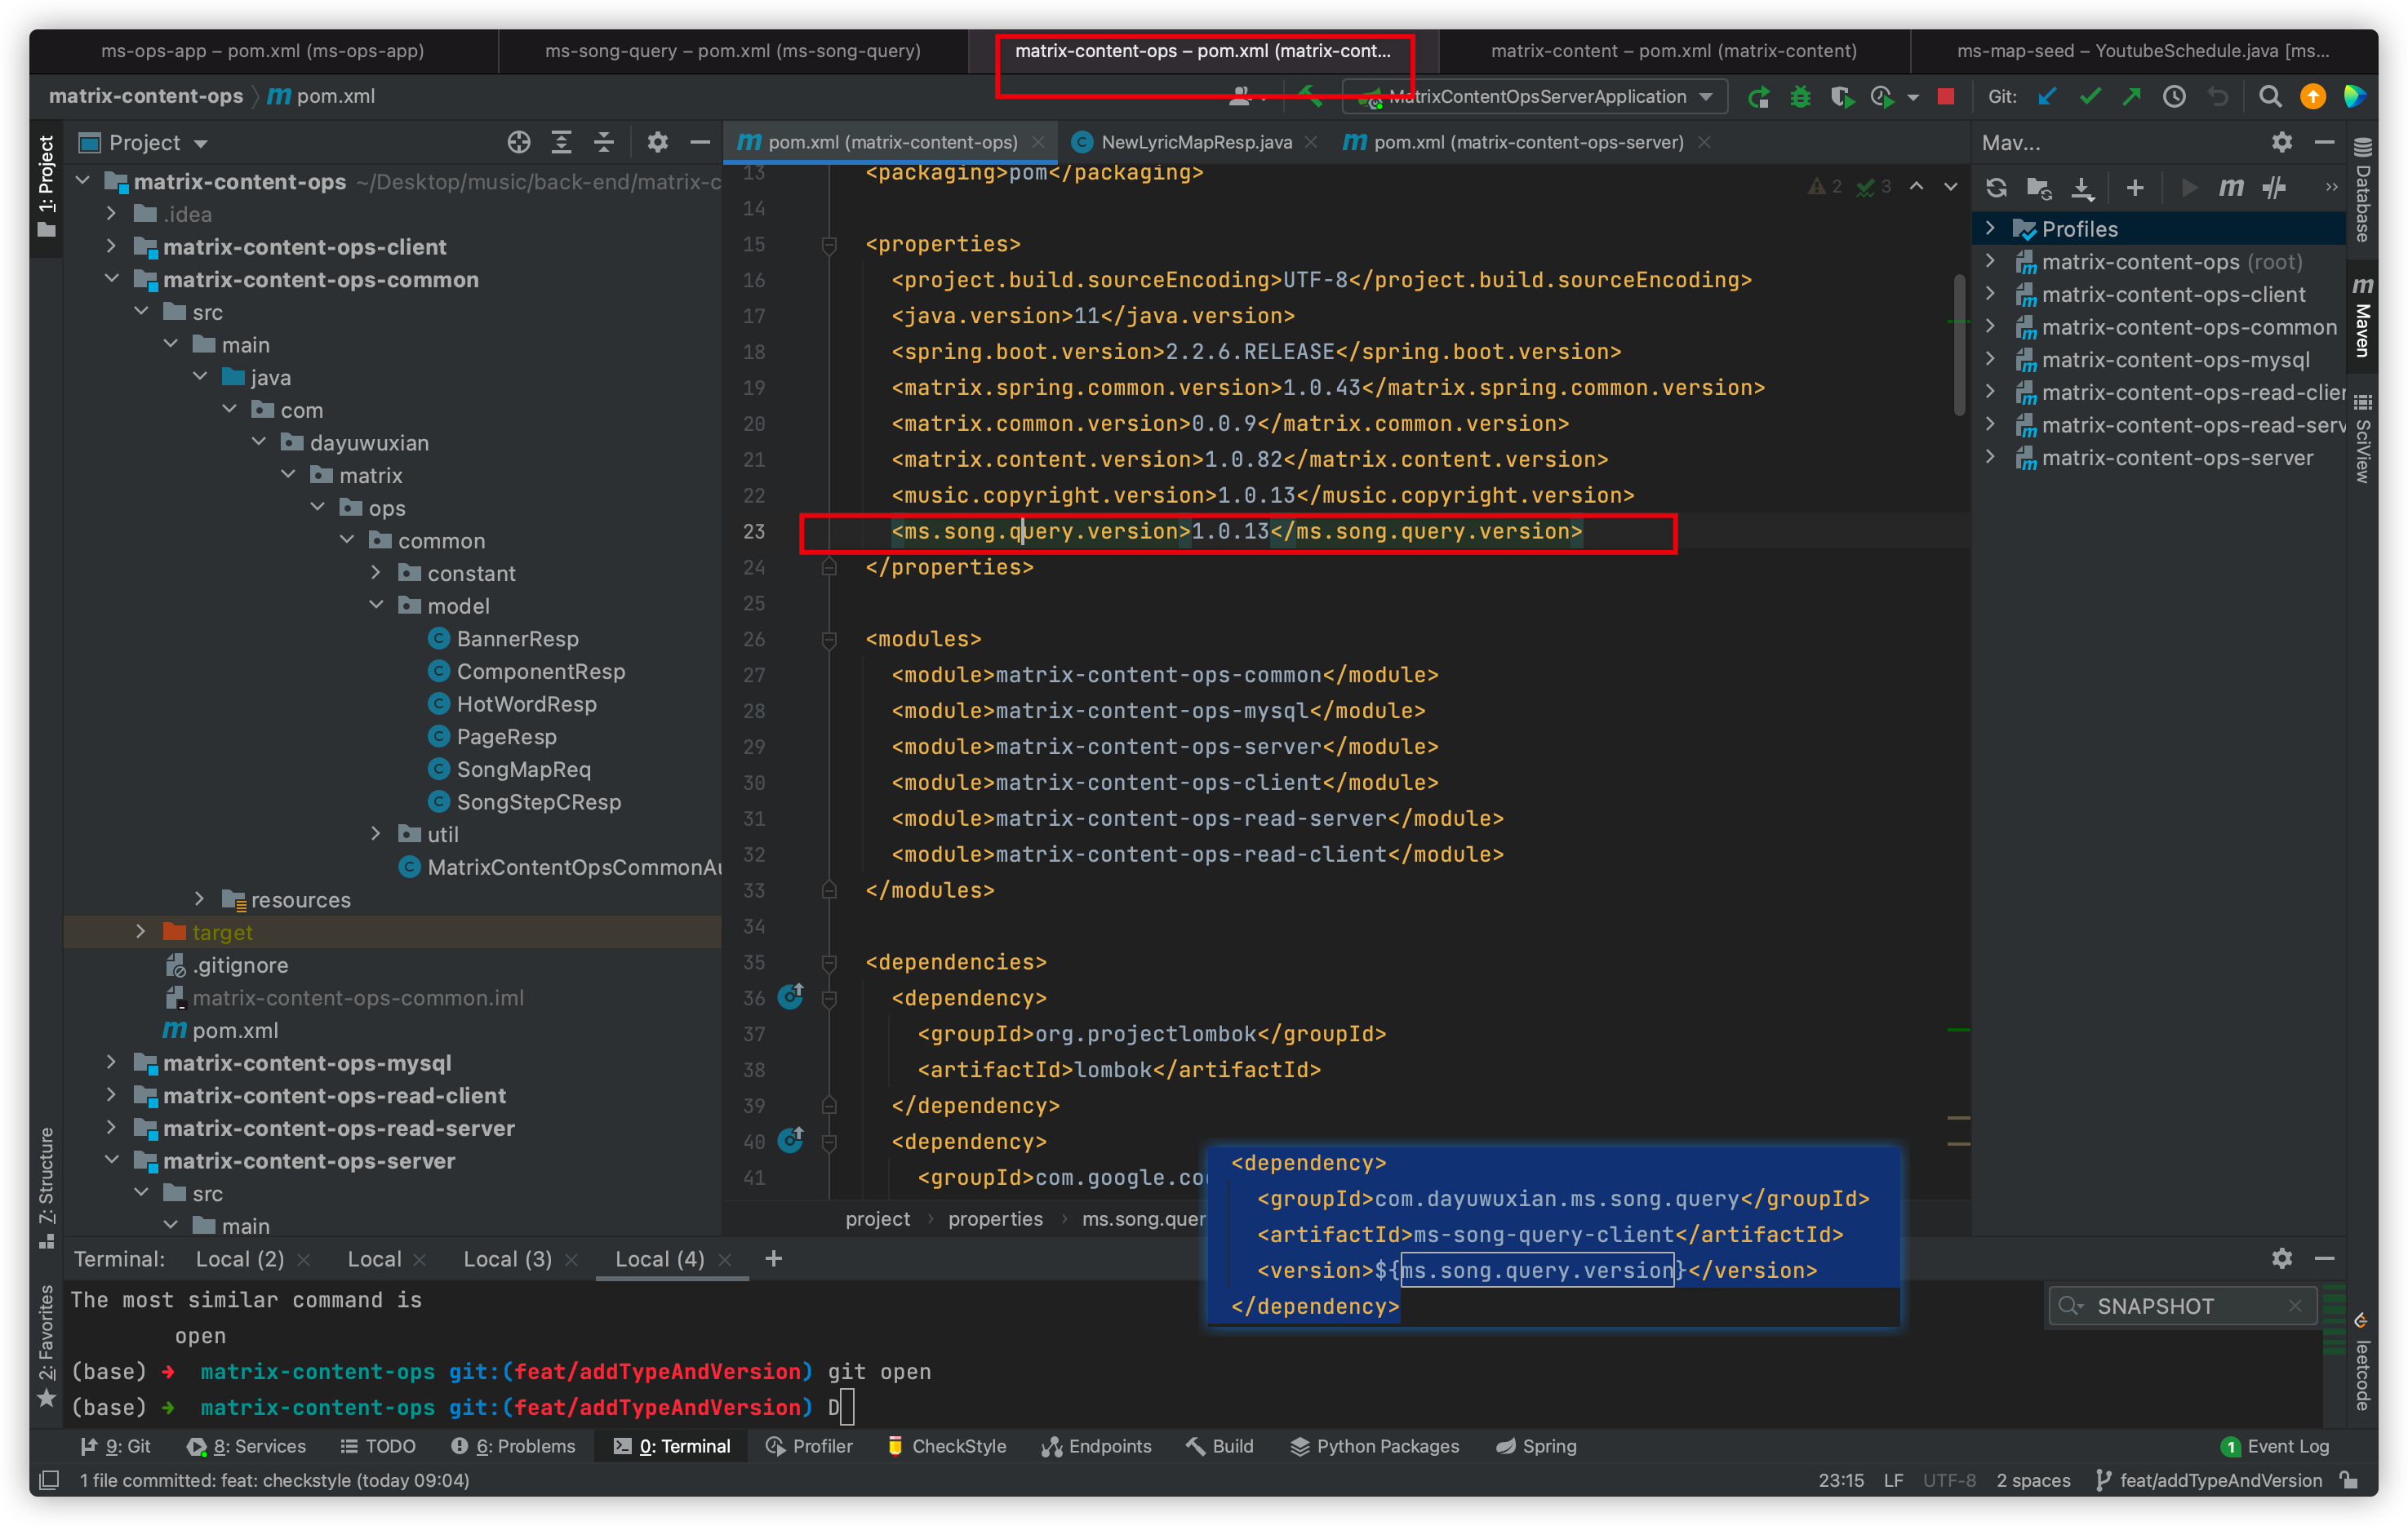 ms-ops-app – pom.xml (ms-ops-app)
ms-song-query – pom.xml (ms-song-query)
matrix-content-ops – pom.xml (matrix-cont...
matrix-content – pom.xml (matrix-content)
ms-map-seed – YoutubeSchedule.java [ms...
matrix-content-ops
pom.xml
MatrixContentOpsServerApplication
Git:
1: Project
Project
matrix-content-ops ~/Desktop/music/back-end/matrix-c
.idea
matrix-content-ops-client
matrix-content-ops-common
src
main
java
com
dayuwuxian
matrix
ops
common
constant
model
BannerResp
ComponentResp
HotWordResp
PageResp
SongMapReq
SongStepCResp
util
MatrixContentOpsCommonAu
resources
target
.gitignore
matrix-content-ops-common.iml
pom.xml
matrix-content-ops-mysql
matrix-content-ops-read-client
matrix-content-ops-read-server
matrix-content-ops-server
src
main
pom.xml (matrix-content-ops)
NewLyricMapResp.java
pom.xml (matrix-content-ops-server)
2 3
13 <packaging>pom</packaging>
14
15 <properties>
16 <project.build.sourceEncoding>UTF-8</project.build.sourceEncoding>
17 <java.version>11</java.version>
18 <spring.boot.version>2.2.6.RELEASE</spring.boot.version>
19 <matrix.spring.common.version>1.0.43</matrix.spring.common.version>
20 <matrix.common.version>0.0.9</matrix.common.version>
21 <matrix.content.version>1.0.82</matrix.content.version>
22 <music.copyright.version>1.0.13</music.copyright.version>
23 <ms.song.query.version>1.0.13</ms.song.query.version>
24 </properties>
25
26 <modules>
27 <module>matrix-content-ops-common</module>
28 <module>matrix-content-ops-mysql</module>
29 <module>matrix-content-ops-server</module>
30 <module>matrix-content-ops-client</module>
31 <module>matrix-content-ops-read-server</module>
32 <module>matrix-content-ops-read-client</module>
33 </modules>
34
35 <dependencies>
36 <dependency>
37 <groupId>org.projectlombok</groupId>
38 <artifactId>lombok</artifactId>
39 </dependency>
40 <dependency>
41 <groupId>com.google.co
project
properties
ms.song.quer
<dependency>
<groupId>com.dayuwuxian.ms.song.query</groupId>
<artifactId>ms-song-query-client</artifactId>
<version>${ms.song.query.version}</version>
</dependency>
Mav...
Profiles
matrix-content-ops (root)
matrix-content-ops-client
matrix-content-ops-common
matrix-content-ops-mysql
matrix-content-ops-read-clier
matrix-content-ops-read-serv
matrix-content-ops-server
Database
Maven
SciView
leetcode
Z: Structure
2: Favorites
Terminal:
Local (2)
Local
Local (3)
Local (4)
The most similar command is
open
(base) ➜ matrix-content-ops git:(feat/addTypeAndVersion) git open
(base) ➜ matrix-content-ops git:(feat/addTypeAndVersion) D
SNAPSHOT
9: Git
8: Services
TODO
6: Problems
0: Terminal
Profiler
CheckStyle
Endpoints
Build
Python Packages
Spring
1 Event Log
1 file committed: feat: checkstyle (today 09:04)
23:15
LF
UTF-8
2 spaces
feat/addTypeAndVersion